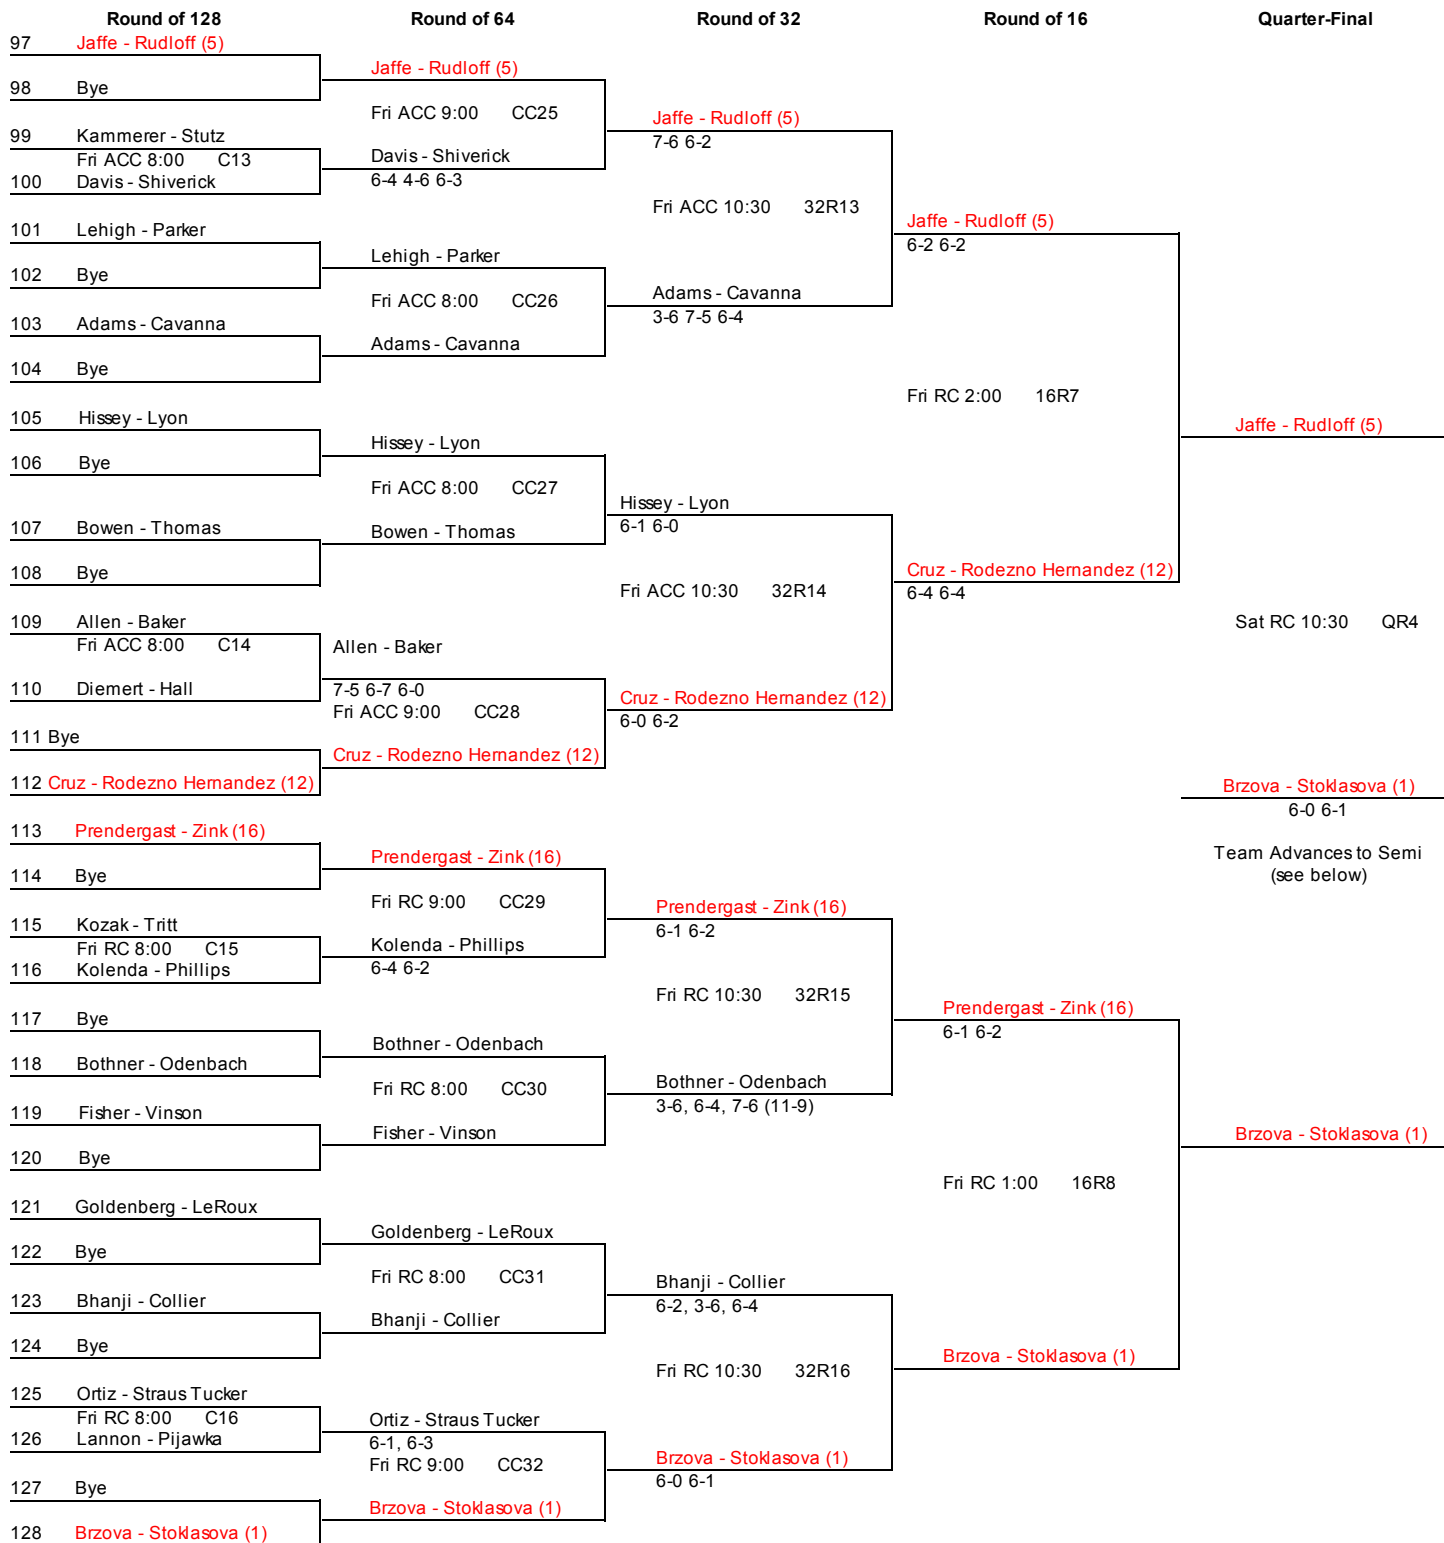 Round of 128 Round of 64 Round of 32 Round of 16 Quarter-Final
97 Jaffe - Rudloff (5)
Jaffe - Rudloff (5)
98 Bye
Fri ACC 9:00 CC25
Jaffe - Rudloff (5)
99 Kammerer - Stutz
7-6 6-2
Fri ACC 8:00 C13
Davis - Shiverick
100 Davis - Shiverick
6-4 4-6 6-3
Fri ACC 10:30 32R13
Jaffe - Rudloff (5)
101 Lehigh - Parker
6-2 6-2
Lehigh - Parker
102 Bye
Fri ACC 8:00 CC26
Adams - Cavanna
3-6 7-5 6-4
103 Adams - Cavanna
Adams - Cavanna
104 Bye
Fri RC 2:00 16R7
105 Hissey - Lyon
Jaffe - Rudloff (5)
Hissey - Lyon
106 Bye
Fri ACC 8:00 CC27
Hissey - Lyon
6-1 6-0
107 Bowen - Thomas
Bowen - Thomas
108 Bye
Cruz - Rodezno Hernandez (12)
6-4 6-4
Fri ACC 10:30 32R14
109 Allen - Baker
Sat RC 10:30 QR4
Fri ACC 8:00 C14
Allen - Baker
110 Diemert - Hall
7-5 6-7 6-0
Cruz - Rodezno Hernandez (12)
Fri ACC 9:00 CC28
6-0 6-2
111 Bye
Cruz - Rodezno Hernandez (12)
112 Cruz - Rodezno Hernandez (12)
Brzova - Stoklasova (1)
6-0 6-1
113 Prendergast - Zink (16)
Team Advances to Semi
(see below)
Prendergast - Zink (16)
114 Bye
Fri RC 9:00 CC29
Prendergast - Zink (16)
115 Kozak - Tritt
6-1 6-2
Fri RC 8:00 C15
Kolenda - Phillips
116 Kolenda - Phillips
6-4 6-2
Fri RC 10:30 32R15
Prendergast - Zink (16)
117 Bye
6-1 6-2
Bothner - Odenbach
118 Bothner - Odenbach
Fri RC 8:00 CC30
Bothner - Odenbach
3-6, 6-4, 7-6 (11-9)
119 Fisher - Vinson
Fisher - Vinson
Brzova - Stoklasova (1)
120 Bye
Fri RC 1:00 16R8
121 Goldenberg - LeRoux
Goldenberg - LeRoux
122 Bye
Fri RC 8:00 CC31
Bhanji - Collier
123 Bhanji - Collier
6-2, 3-6, 6-4
Bhanji - Collier
124 Bye
Brzova - Stoklasova (1)
Fri RC 10:30 32R16
125 Ortiz - Straus Tucker
Fri RC 8:00 C16
Ortiz - Straus Tucker
126 Lannon - Pijawka
6-1, 6-3
Brzova - Stoklasova (1)
Fri RC 9:00 CC32
6-0 6-1
127 Bye
Brzova - Stoklasova (1)
128 Brzova - Stoklasova (1)